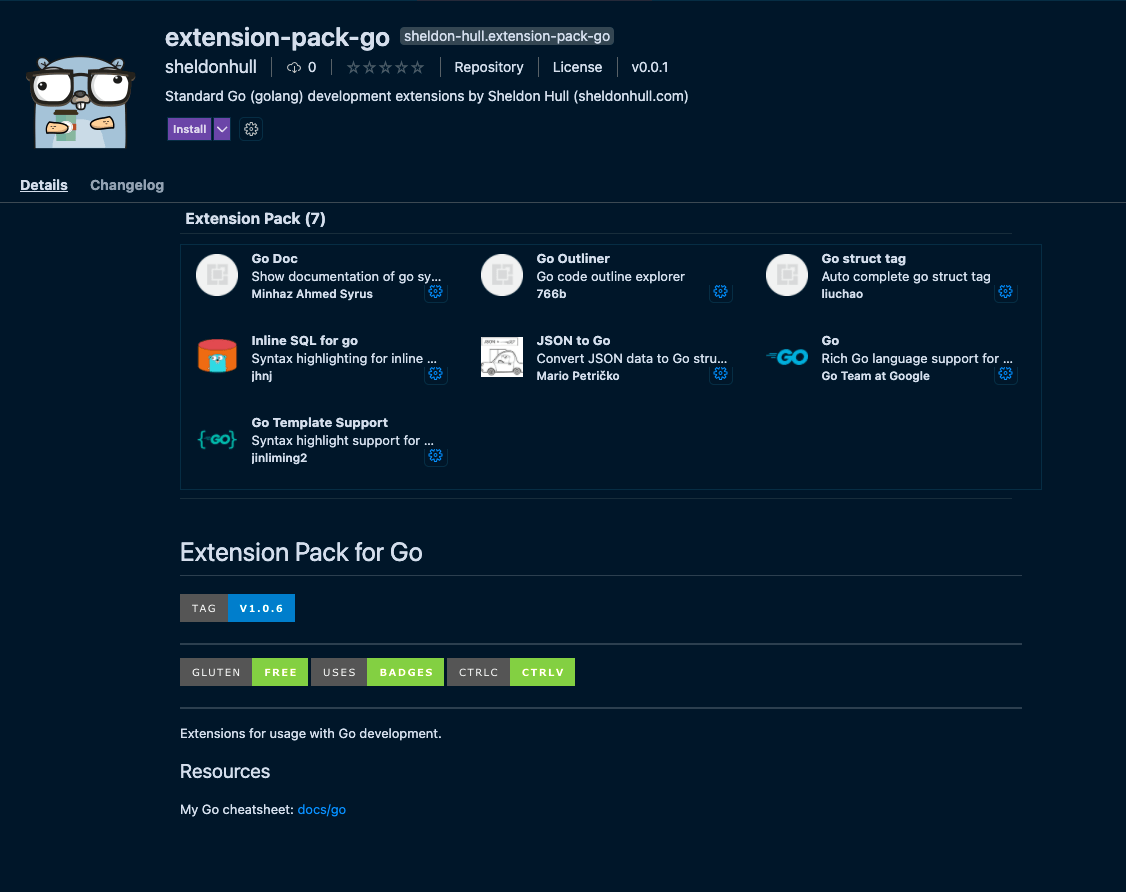 extension-pack-go sheldon-hull.extension-pack-go
sheldonhull 0 Repository License v0.0.1
Standard Go (golang) development extensions by Sheldon Hull (sheldonhull.com)
Install
Details Changelog
Extension Pack (7)
Go Doc
Show documentation of go sy...
Minhaz Ahmed Syrus
Go Outliner
Go code outline explorer
766b
Go struct tag
Auto complete go struct tag
liuchao
Inline SQL for go
Syntax highlighting for inline ...
jhnj
JSON to Go
Convert JSON data to Go stru...
Mario Petričko
GO
Go
Rich Go language support for ...
Go Team at Google
{GO}
Go Template Support
Syntax highlight support for ...
jinliming2
Extension Pack for Go
TAG V1.0.6
GLUTEN FREE USES BADGES CTRLC CTRLV
Extensions for usage with Go development.
Resources
My Go cheatsheet: docs/go